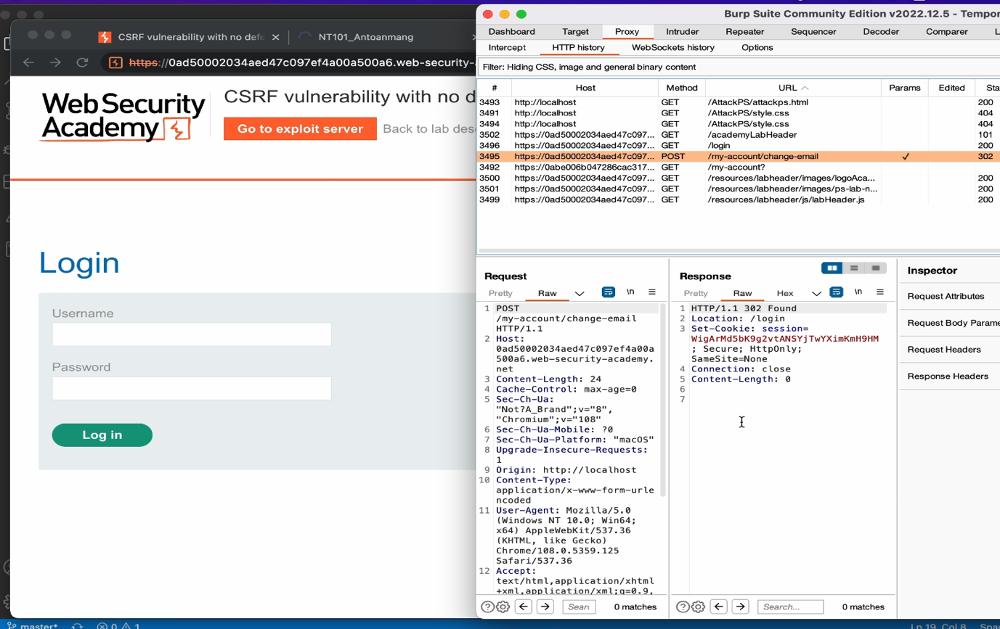 Burp Suite Community Edition v2022.12.5 - Tempor
CSRF vulnerability with no defe
NT101_Antoanmang
https://0ad50002034aed47c097ef4a00a500a6.web-security-a
Web Security
Academy
CSRF vulnerability with no d
Go to exploit server
Back to lab des
Login
Username
Password
Log in
Dashboard
Target
Proxy
Intruder
Repeater
Sequencer
Decoder
Comparer
L
Intercept
HTTP history
WebSockets history
Options
Filter: Hiding CSS, image and general binary content
# Host Method URL Params Edited Sta
3493 http://localhost GET /AttackPS/attackps.html 200
3491 http://localhost GET /AttackPS/style.css 404
3494 http://localhost GET /AttackPS/style.css 404
3502 https://0ad50002034aed47c097... GET /academyLabHeader 101
3496 https://0ad50002034aed47c097... GET /login 200
3495 https://0ad50002034aed47c097... POST /my-account/change-email ✓ 302
3492 https://0abe006b047286cac317... GET /my-account?
3500 https://0ad50002034aed47c097... GET /resources/labheader/images/logoAca... 200
3501 https://0ad50002034aed47c097... GET /resources/labheader/images/ps-lab-n... 200
3499 https://0ad50002034aed47c097... GET /resources/labheader/js/labHeader.js 200
Request
Pretty Raw \n
1 POST
/my-account/change-email
HTTP/1.1
2 Host:
0ad50002034aed47c097ef4a00a
500a6.web-security-academy.
net
3 Content-Length: 24
4 Cache-Control: max-age=0
5 Sec-Ch-Ua:
"Not?A_Brand";v="8",
"Chromium";v="108"
6 Sec-Ch-Ua-Mobile: ?0
7 Sec-Ch-Ua-Platform: "macOS"
8 Upgrade-Insecure-Requests:
1
9 Origin: http://localhost
10 Content-Type:
application/x-www-form-urle
ncoded
11 User-Agent: Mozilla/5.0
(Windows NT 10.0; Win64;
x64) AppleWebKit/537.36
(KHTML, like Gecko)
Chrome/108.0.5359.125
Safari/537.36
12 Accept:
text/html,application/xhtml
+xml,application/xml;q=0.9,
Sear
0 matches
Response
Pretty Raw Hex \n
1 HTTP/1.1 302 Found
2 Location: /login
3 Set-Cookie: session=
WigArMd5bK9g2vtANSYjTwYXimKmH9HM
; Secure; HttpOnly;
SameSite=None
4 Connection: close
5 Content-Length: 0
6
7
Search...
0 matches
Inspector
Request Attributes
Request Body Parame
Request Headers
Response Headers
master*
0
1
Ln 19, Col 8
Spac